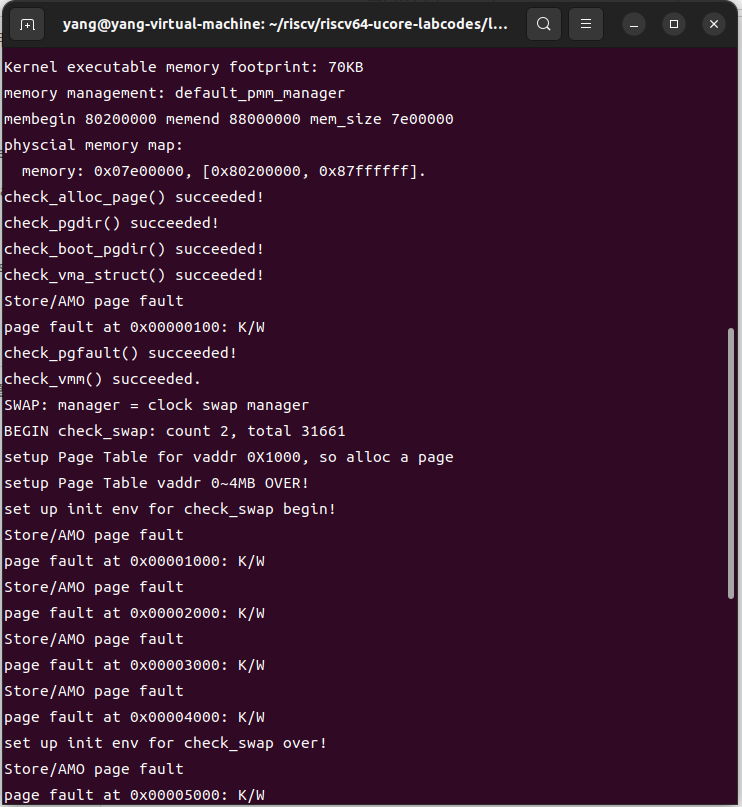 yang@yang-virtual-machine: ~/riscv/riscv64-ucore-labcodes/l...
Kernel executable memory footprint: 70KB
memory management: default_pmm_manager
membegin 80200000 memend 88000000 mem_size 7e00000
physcial memory map:
  memory: 0x07e00000, [0x80200000, 0x87ffffff].
check_alloc_page() succeeded!
check_pgdir() succeeded!
check_boot_pgdir() succeeded!
check_vma_struct() succeeded!
Store/AMO page fault
page fault at 0x00000100: K/W
check_pgfault() succeeded!
check_vmm() succeeded.
SWAP: manager = clock swap manager
BEGIN check_swap: count 2, total 31661
setup Page Table for vaddr 0X1000, so alloc a page
setup Page Table vaddr 0~4MB OVER!
set up init env for check_swap begin!
Store/AMO page fault
page fault at 0x00001000: K/W
Store/AMO page fault
page fault at 0x00002000: K/W
Store/AMO page fault
page fault at 0x00003000: K/W
Store/AMO page fault
page fault at 0x00004000: K/W
set up init env for check_swap over!
Store/AMO page fault
page fault at 0x00005000: K/W